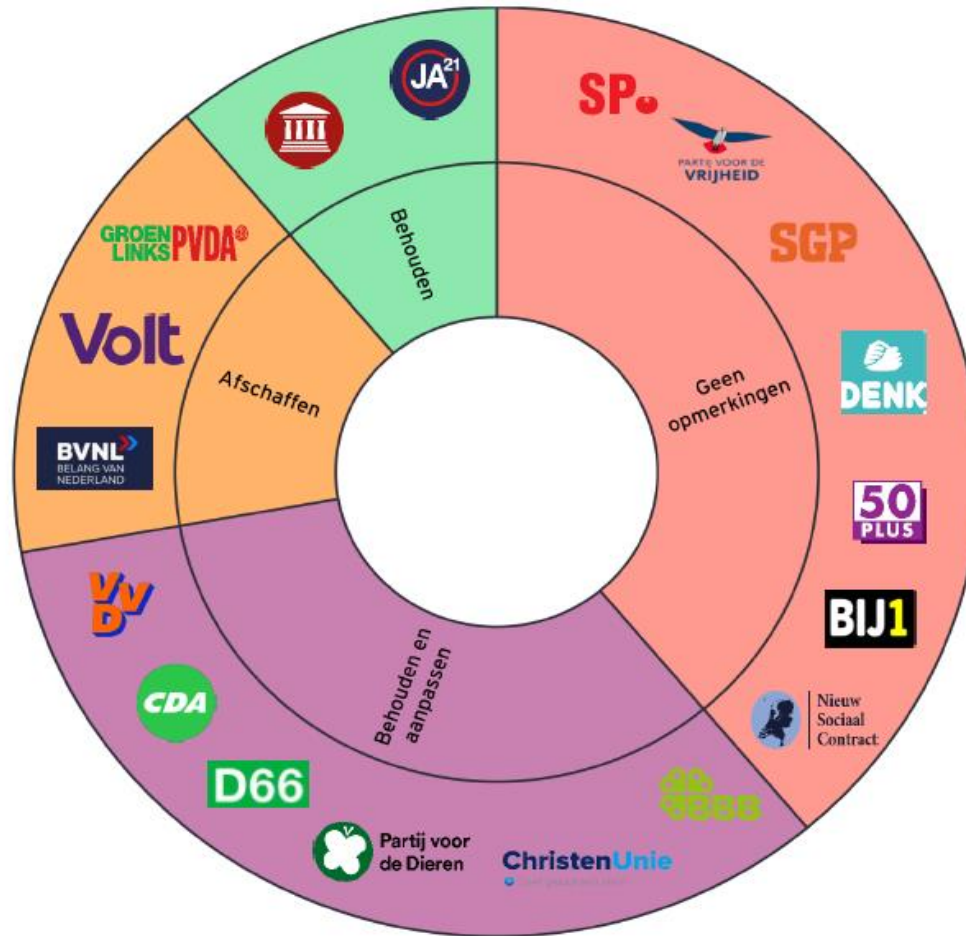 JA21
SP
PARTIJ VOOR DE
VRIJHEID
GROEN
LINKS PVDA
SGP
Behouden
Volt
Afschaffen
Geen
opmerkingen
DENK
BVNL
BELANG VAN
NEDERLAND
50
PLUS
VVD
BIJ1
Behouden en
aanpassen
CDA
Nieuw
Sociaal
Contract
D66
BBB
Partij voor
de Dieren
ChristenUnie